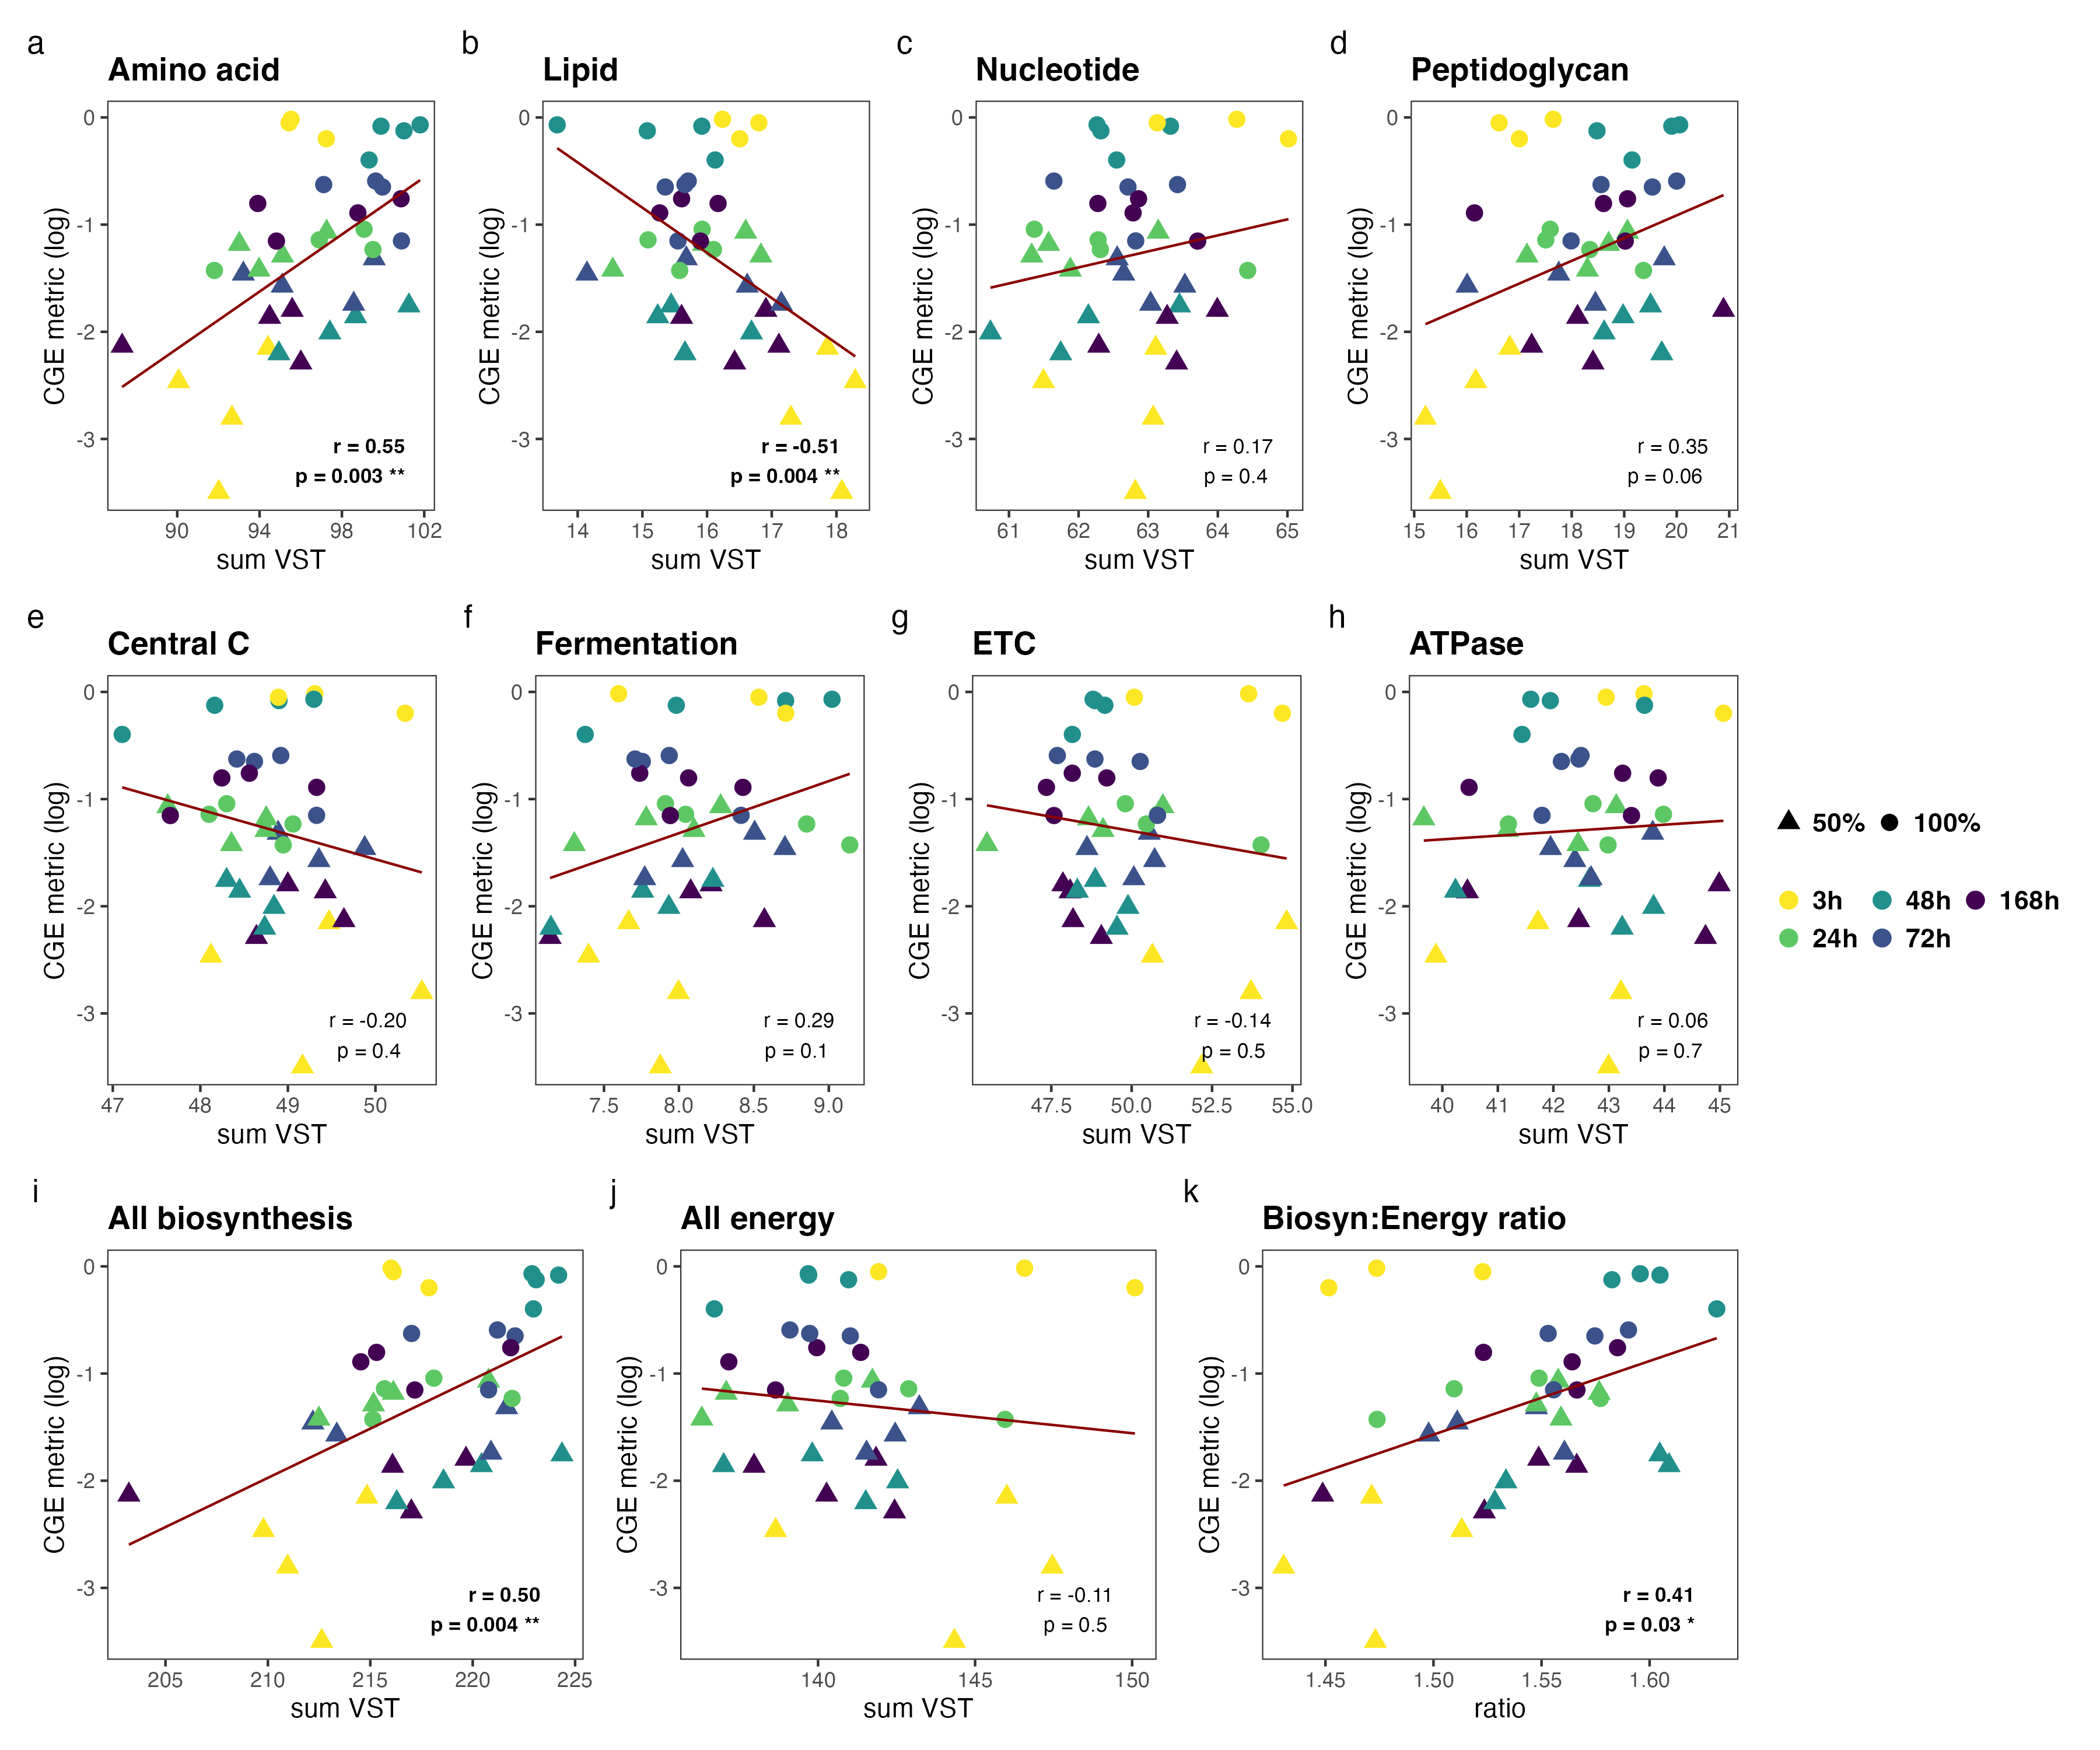 a
Amino acid
CGE metric (log)
0
-1
-2
-3
r = 0.55
p = 0.003 **
90 94 98 102
sum VST
b
Lipid
CGE metric (log)
0
-1
-2
-3
r = -0.51
p = 0.004 **
14 15 16 17 18
sum VST
c
Nucleotide
CGE metric (log)
0
-1
-2
-3
r = 0.17
p = 0.4
61 62 63 64 65
sum VST
d
Peptidoglycan
CGE metric (log)
0
-1
-2
-3
r = 0.35
p = 0.06
15 16 17 18 19 20 21
sum VST
e
Central C
CGE metric (log)
0
-1
-2
-3
r = -0.20
p = 0.4
47 48 49 50
sum VST
f
Fermentation
CGE metric (log)
0
-1
-2
-3
r = 0.29
p = 0.1
7.5 8.0 8.5 9.0
sum VST
g
ETC
CGE metric (log)
0
-1
-2
-3
r = -0.14
p = 0.5
47.5 50.0 52.5 55.0
sum VST
h
ATPase
CGE metric (log)
0
-1
-2
-3
r = 0.06
p = 0.7
40 41 42 43 44 45
sum VST
50% 100%
3h 48h 168h
24h 72h
i
All biosynthesis
CGE metric (log)
0
-1
-2
-3
r = 0.50
p = 0.004 **
205 210 215 220 225
sum VST
j
All energy
CGE metric (log)
0
-1
-2
-3
r = -0.11
p = 0.5
140 145 150
sum VST
k
Biosyn:Energy ratio
CGE metric (log)
0
-1
-2
-3
r = 0.41
p = 0.03 *
1.45 1.50 1.55 1.60
ratio